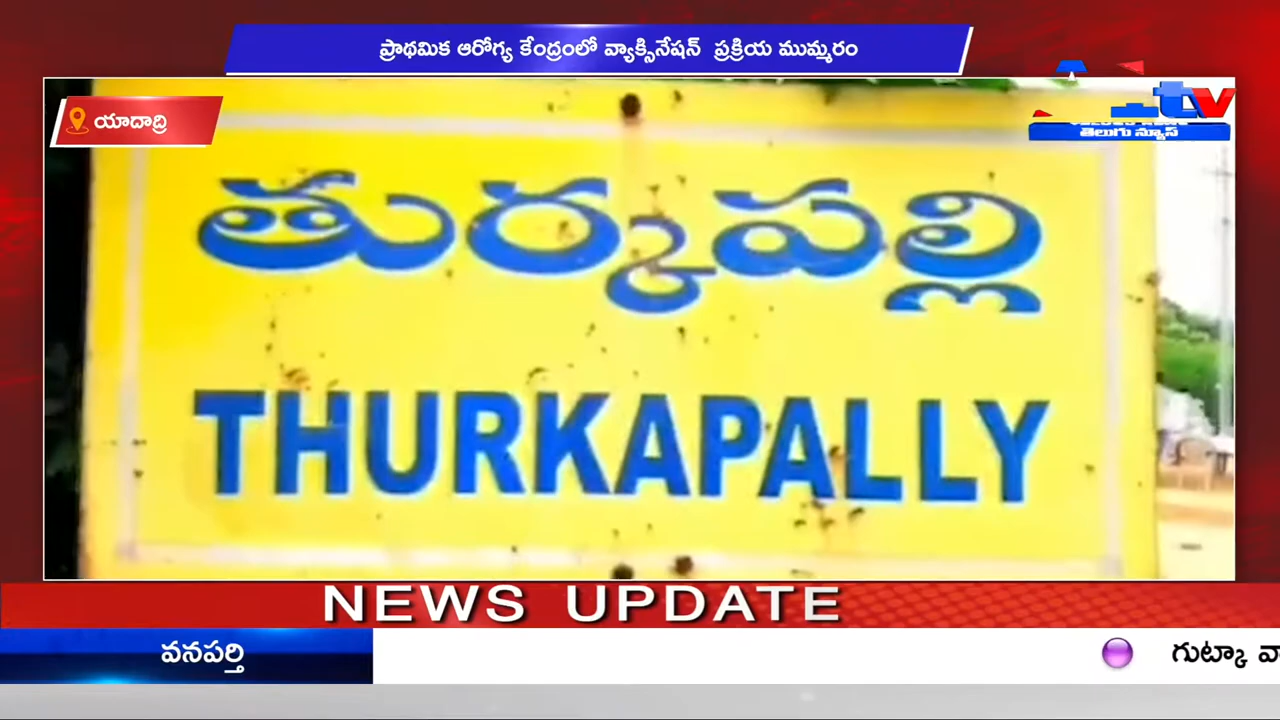 ప్రాథమిక ఆరోగ్య కేంద్రంలో వ్యాక్సినేషన్ ప్రక్రియ ముమ్మరం
యాదాద్రి
tv
తెలుగు న్యూస్
తుర్కపల్లి
THURKAPALLY
NEWS UPDATE
వనపర్తి
గుట్కా